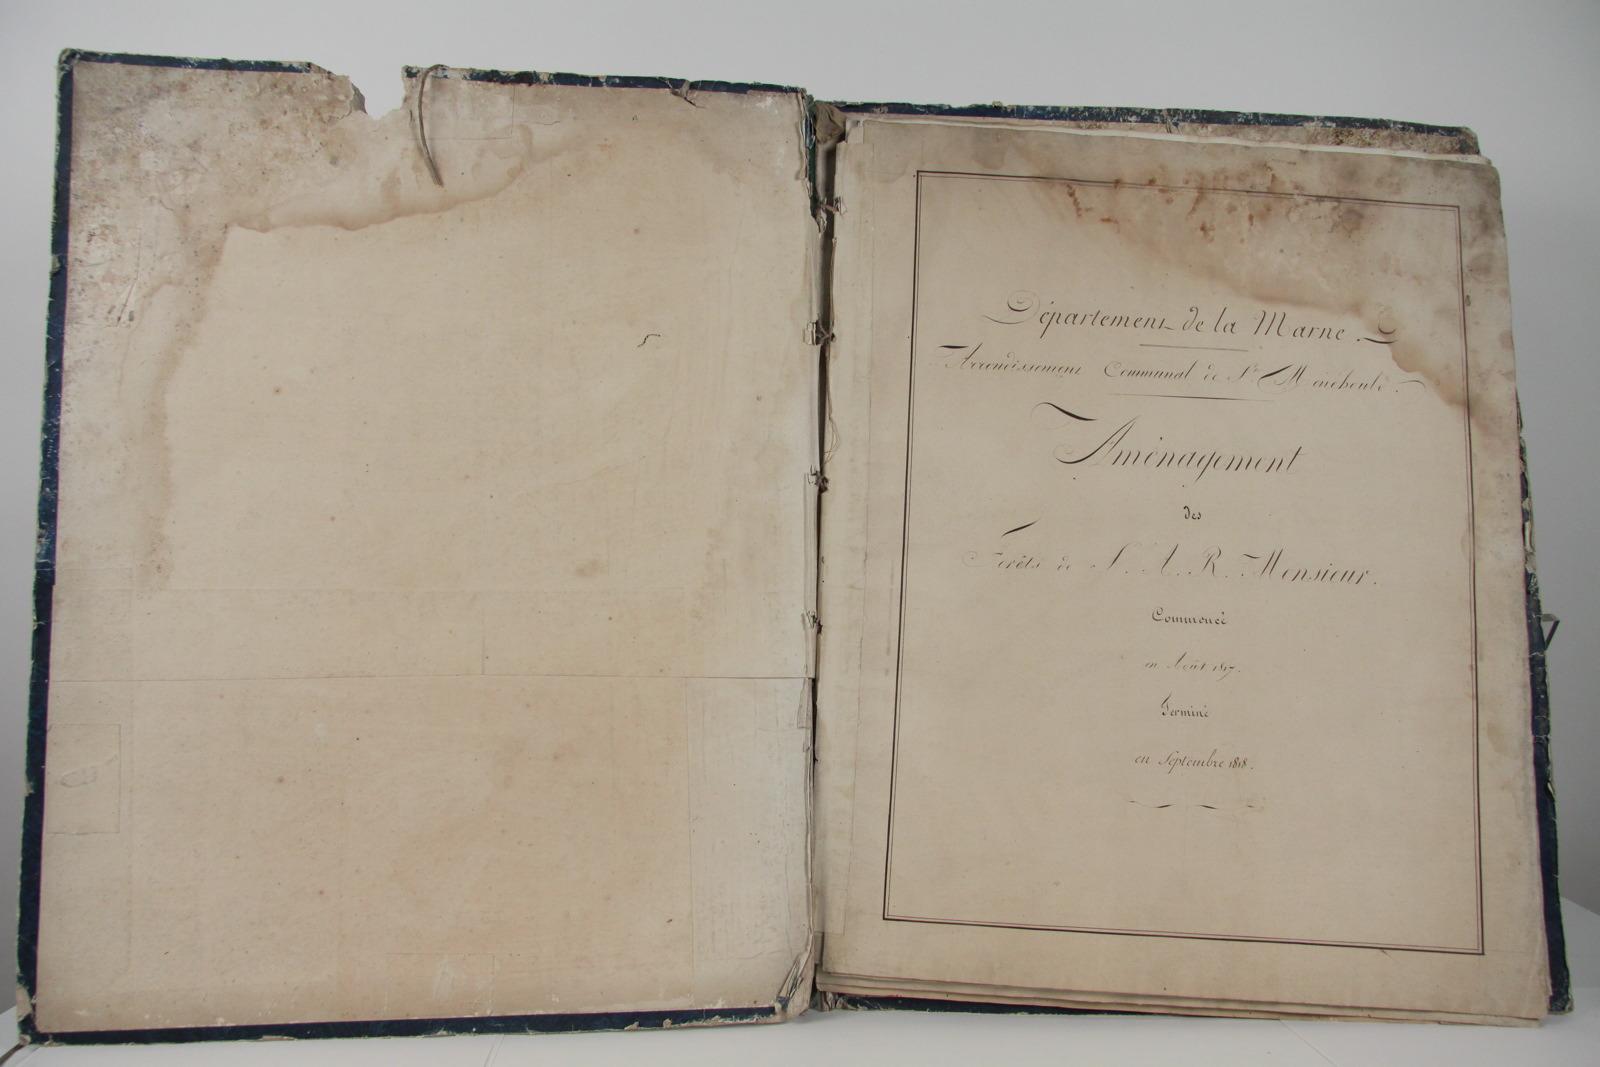 Département de la Marne.
Arrondissement Communal de Ste Ménéhould.
Aménagement
des
Forêts de S. A. R. Monsieur.
Commencé
en Août 1817.
Terminé
en Septembre 1818.